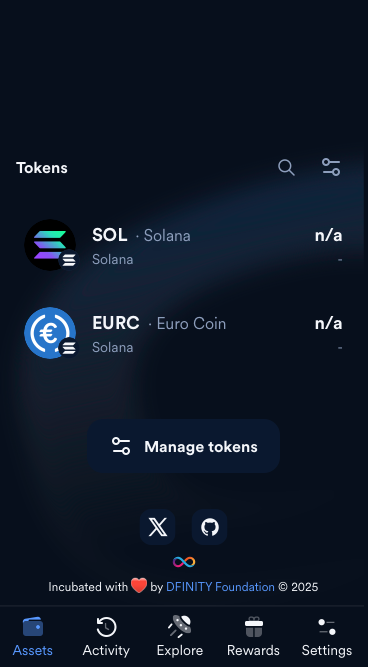 Tokens
SOL · Solana n/a
Solana -
EURC · Euro Coin n/a
Solana -
Manage tokens
Incubated with ❤️ by DFINITY Foundation © 2025
Assets Activity Explore Rewards Settings